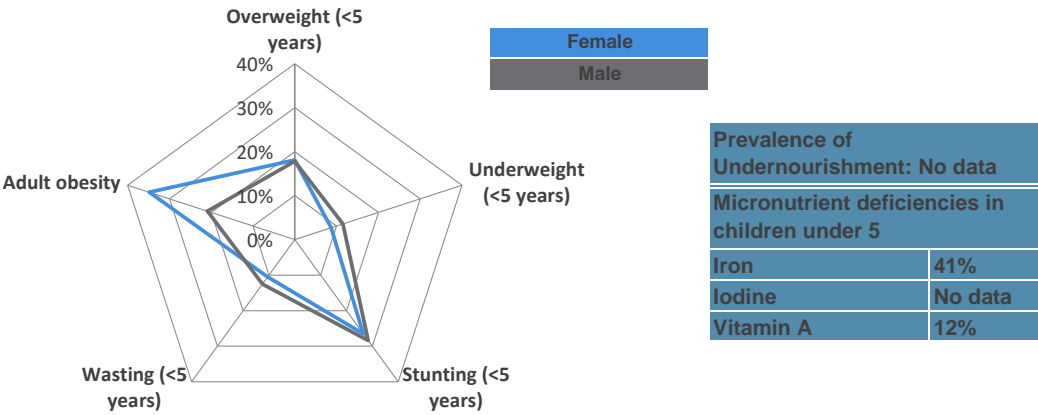 Overweight (<5
years)
40%
30%
20%
10%
0%
Underweight
(<5 years)
Stunting (<5
years)
Wasting (<5
years)
Adult obesity
Female
Male
Prevalence of
Undernourishment: No data
Micronutrient deficiencies in
children under 5
Iron 41%
Iodine No data
Vitamin A 12%